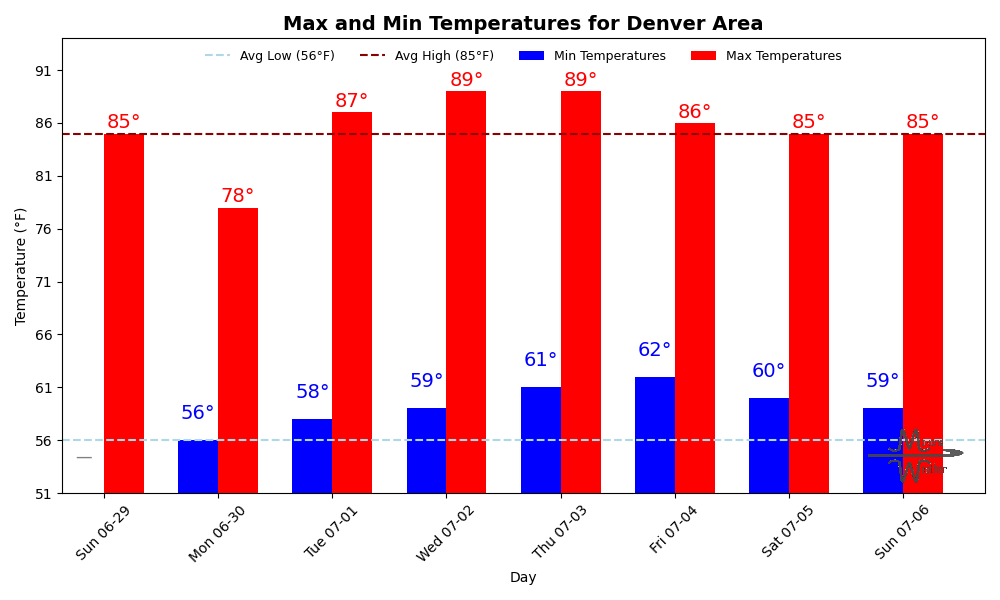 Max and Min Temperatures for Denver Area
Avg Low (56°F) Avg High (85°F) Min Temperatures Max Temperatures
Temperature (°F)
91
86
81
76
71
66
61
56
51
85°
78°
87°
89°
89°
86°
85°
85°
—
56°
58°
59°
61°
62°
60°
59°
Sun 06-29
Mon 06-30
Tue 07-01
Wed 07-02
Thu 07-03
Fri 07-04
Sat 07-05
Sun 07-06
Day